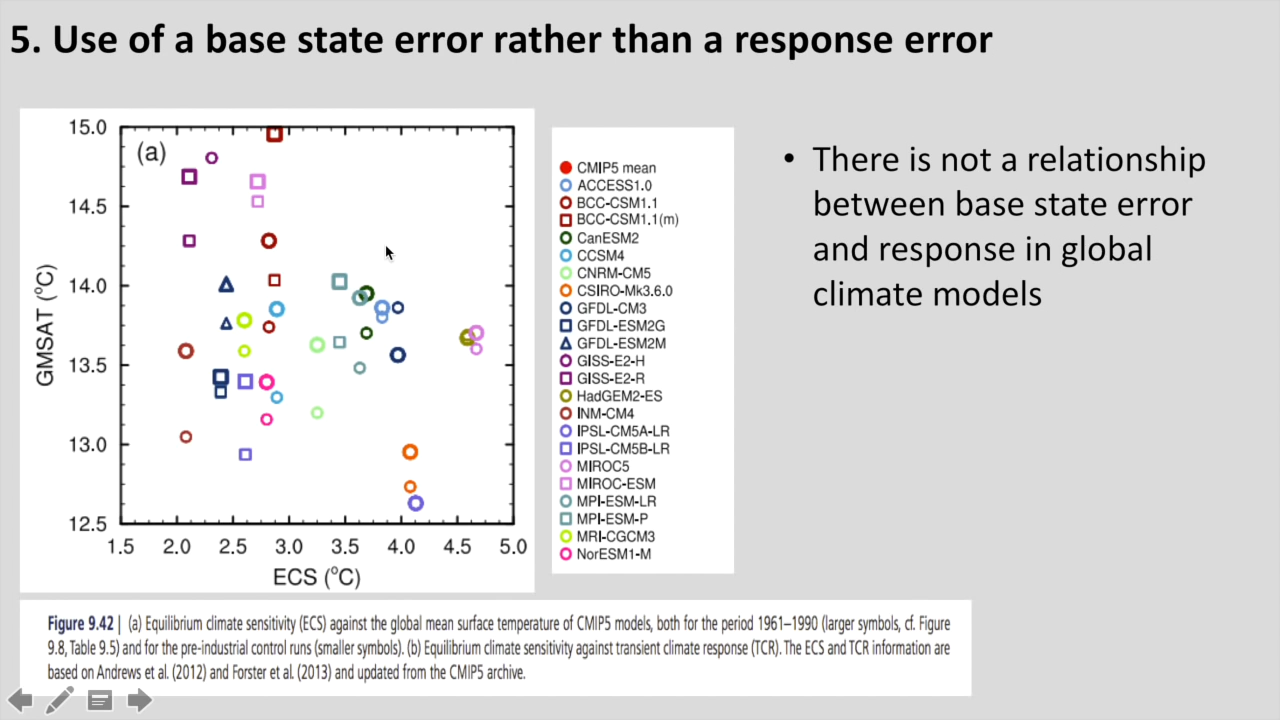 5. Use of a base state error rather than a response error
15.0
14.5
14.0
13.5
13.0
12.5
GMSAT (°C)
(a)
1.5 2.0 2.5 3.0 3.5 4.0 4.5 5.0
ECS (°C)
CMIP5 mean
ACCESS1.0
BCC-CSM1.1
BCC-CSM1.1(m)
CanESM2
CCSM4
CNRM-CM5
CSIRO-Mk3.6.0
GFDL-CM3
GFDL-ESM2G
GFDL-ESM2M
GISS-E2-H
GISS-E2-R
HadGEM2-ES
INM-CM4
IPSL-CM5A-LR
IPSL-CM5B-LR
MIROC5
MIROC-ESM
MPI-ESM-LR
MPI-ESM-P
MRI-CGCM3
NorESM1-M
• There is not a relationship
between base state error
and response in global
climate models
Figure 9.42 | (a) Equilibrium climate sensitivity (ECS) against the global mean surface temperature of CMIP5 models, both for the period 1961–1990 (larger symbols, cf. Figure
9.8, Table 9.5) and for the pre-industrial control runs (smaller symbols). (b) Equilibrium climate sensitivity against transient climate response (TCR). The ECS and TCR information are
based on Andrews et al. (2012) and Forster et al. (2013) and updated from the CMIP5 archive.